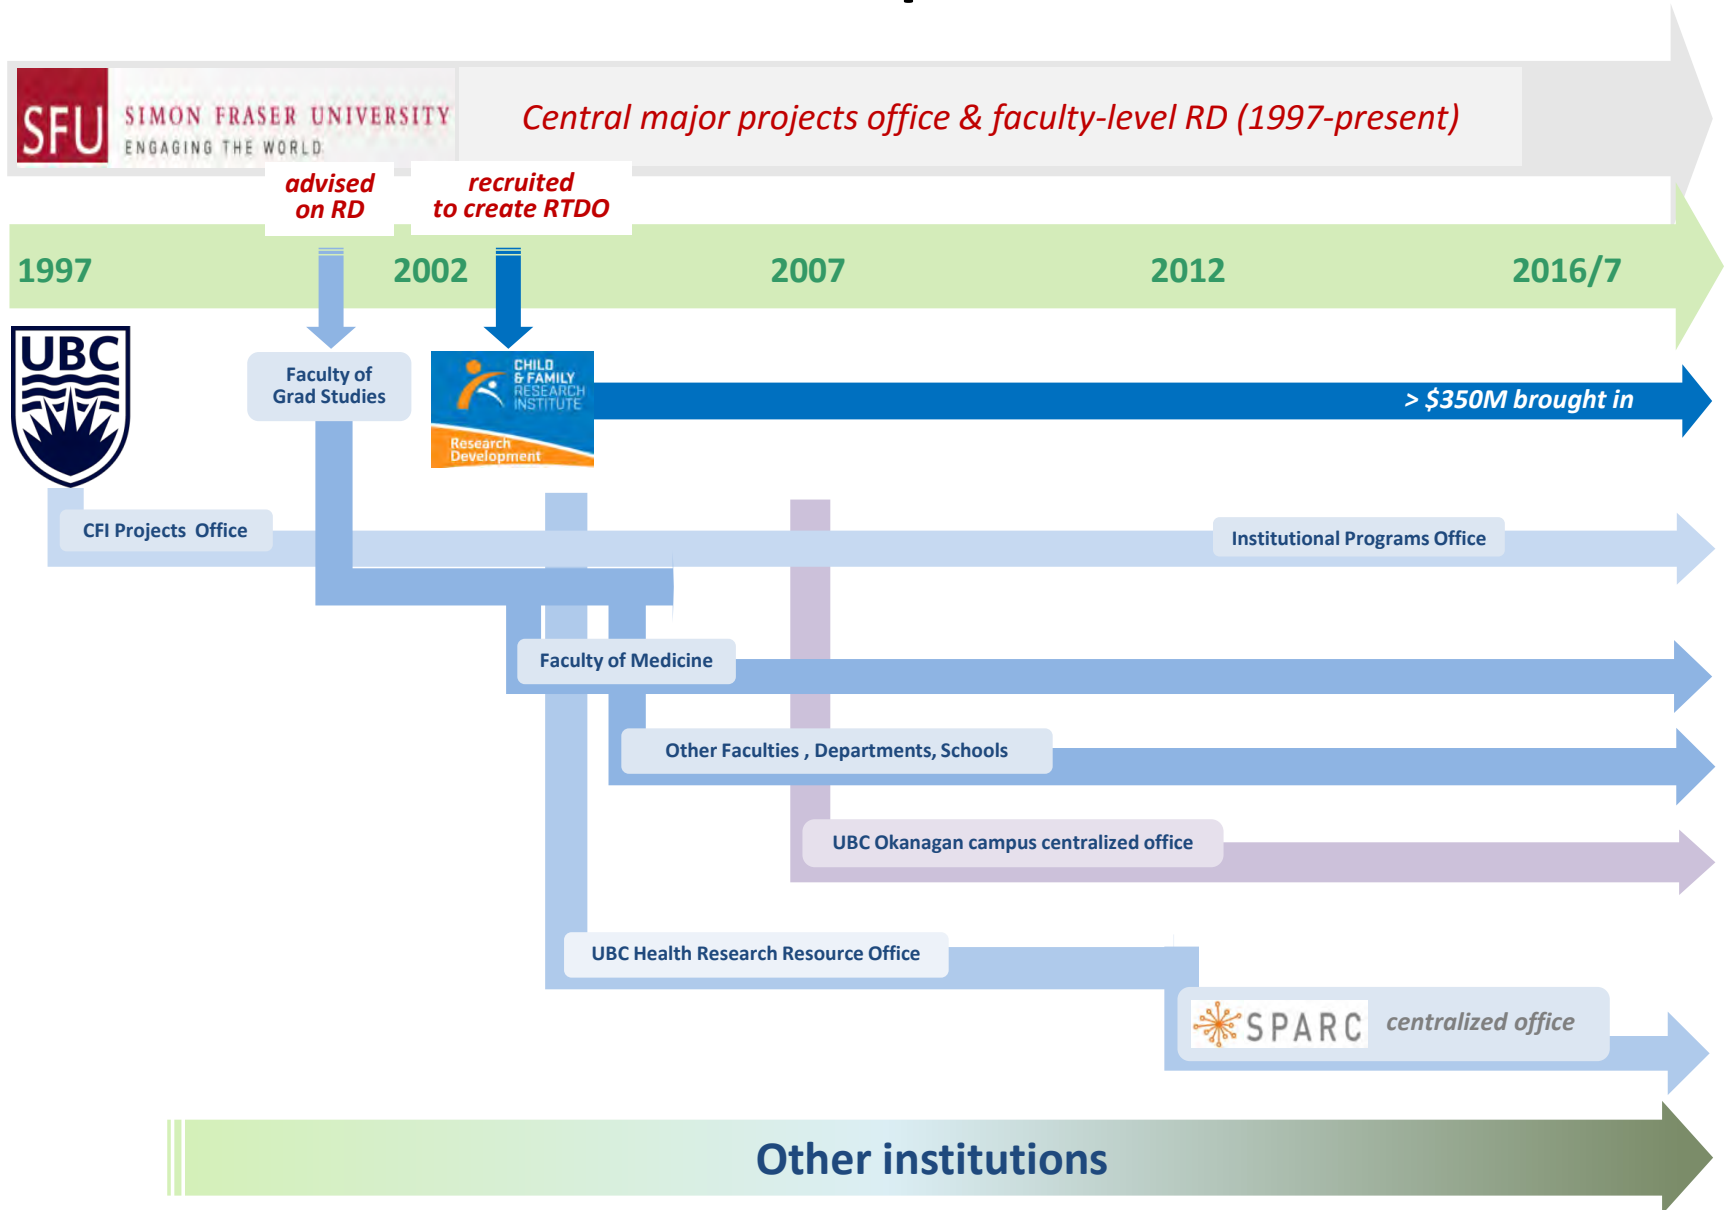 SFU
SIMON FRASER UNIVERSITY
ENGAGING THE WORLD
Central major projects office & faculty-level RD (1997-present)
advised
on RD
recruited
to create RTDO
1997
2002
2007
2012
2016/7
UBC
Faculty of
Grad Studies
CHILD
& FAMILY
RESEARCH
INSTITUTE
Research
Development
> $350M brought in
CFI Projects Office
Institutional Programs Office
Faculty of Medicine
Other Faculties , Departments, Schools
UBC Okanagan campus centralized office
UBC Health Research Resource Office
SPARC
centralized office
Other institutions